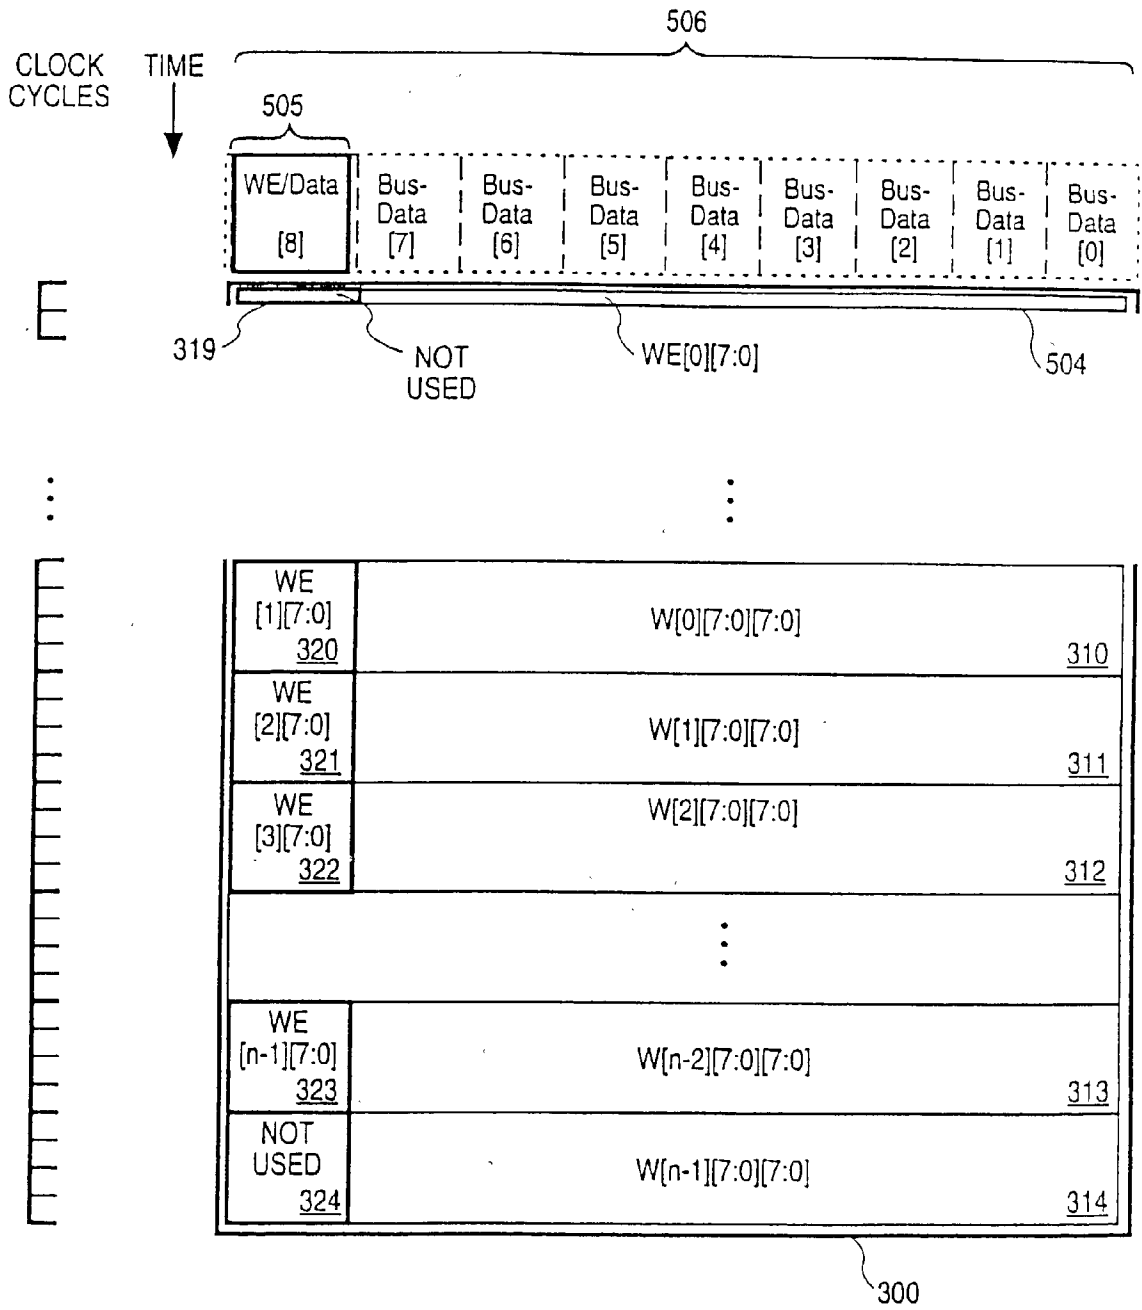 506
CLOCK
CYCLES
TIME
505
WE/Data
[8]
Bus-
Data
[7]
Bus-
Data
[6]
Bus-
Data
[5]
Bus-
Data
[4]
Bus-
Data
[3]
Bus-
Data
[2]
Bus-
Data
[1]
Bus-
Data
[0]
319
NOT
USED
WE[0][7:0]
504
WE
[1][7:0]
320
W[0][7:0][7:0]
310
WE
[2][7:0]
321
W[1][7:0][7:0]
311
WE
[3][7:0]
322
W[2][7:0][7:0]
312
WE
[n-1][7:0]
323
W[n-2][7:0][7:0]
313
NOT
USED
324
W[n-1][7:0][7:0]
314
300